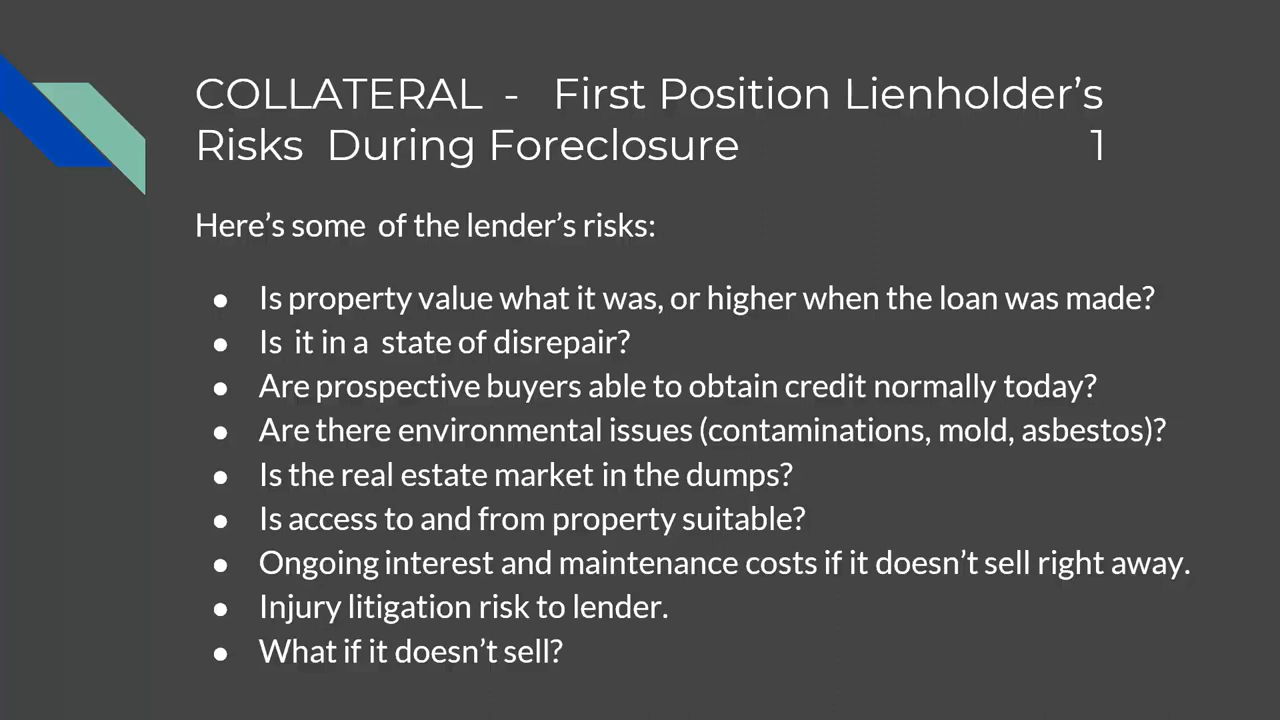 COLLATERAL - First Position Lienholder’s
Risks During Foreclosure 1
Here’s some of the lender’s risks:
● Is property value what it was, or higher when the loan was made?
● Is it in a state of disrepair?
● Are prospective buyers able to obtain credit normally today?
● Are there environmental issues (contaminations, mold, asbestos)?
● Is the real estate market in the dumps?
● Is access to and from property suitable?
● Ongoing interest and maintenance costs if it doesn’t sell right away.
● Injury litigation risk to lender.
● What if it doesn’t sell?